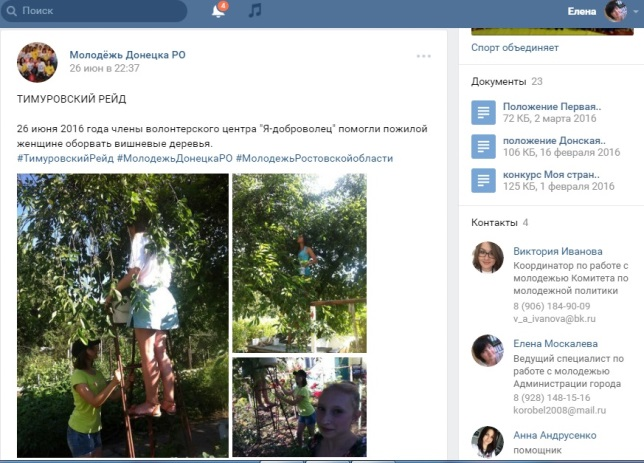 Поиск
4
Елена
Молодёжь Донецка РО
26 июн в 22:37
ТИМУРОВСКИЙ РЕЙД
26 июня 2016 года члены волонтерского центра "Я-доброволец" помогли пожилой
женщине оборвать вишневые деревья.
#ТимуровскийРейд #МолодежьДонецкаРО #МолодежьРостовскойобласти
Спорт объединяет
Документы 23
Положение Первая..
72 КБ, 2 марта 2016
положение Донская..
106 КБ, 16 февраля 2016
конкурс Моя стран..
125 КБ, 1 февраля 2016
Контакты 4
Виктория Иванова
Координатор по работе с
молодежью Комитета по
молодежной политики
8 (906) 184-90-09
v_a_ivanova@bk.ru
Елена Москалева
Ведущий специалист по
работе с молодежью
Администрации города
8 (928) 148-15-16
korobel2008@mail.ru
Анна Андрусенко
помощник